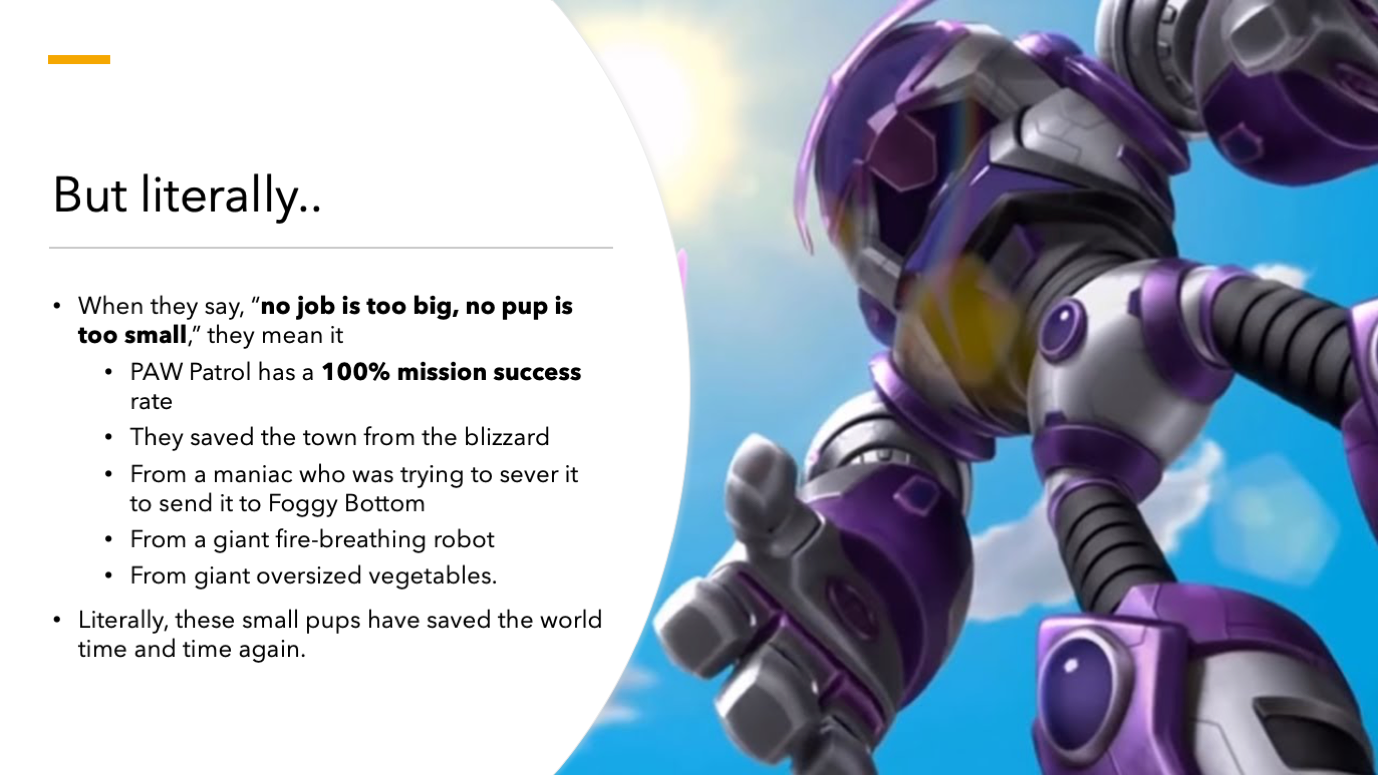 But literally..
• When they say, “no job is too big, no pup is
too small,” they mean it
• PAW Patrol has a 100% mission success
rate
• They saved the town from the blizzard
• From a maniac who was trying to sever it
to send it to Foggy Bottom
• From a giant fire-breathing robot
• From giant oversized vegetables.
• Literally, these small pups have saved the world
time and time again.